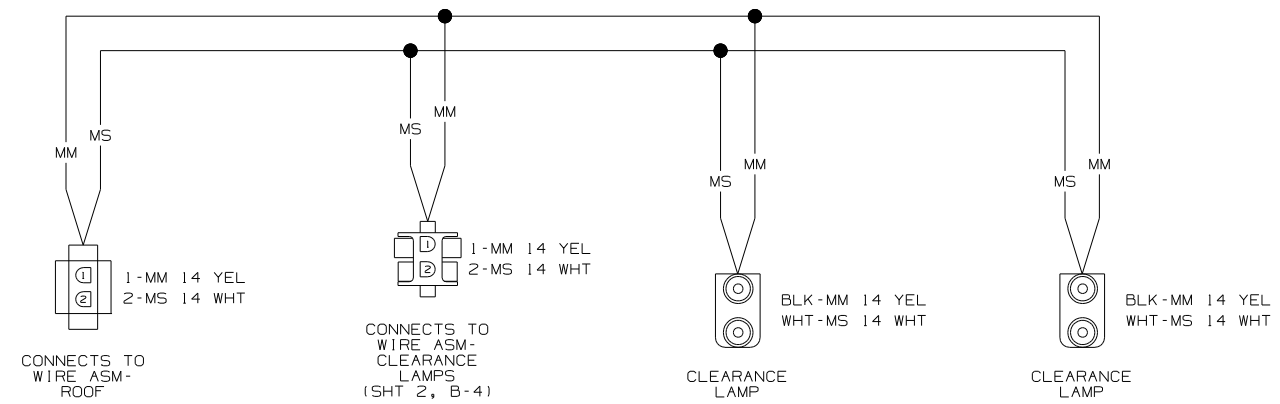 MM
MS
1
2
1-MM 14 YEL
2-MS 14 WHT
CONNECTS TO
WIRE ASM-
ROOF
MS
MM
1
2
1-MM 14 YEL
2-MS 14 WHT
CONNECTS TO
WIRE ASM-
CLEARANCE
LAMPS
(SHT 2, B-4)
MS
MM
BLK-MM 14 YEL
WHT-MS 14 WHT
CLEARANCE
LAMP
MS
MM
BLK-MM 14 YEL
WHT-MS 14 WHT
CLEARANCE
LAMP